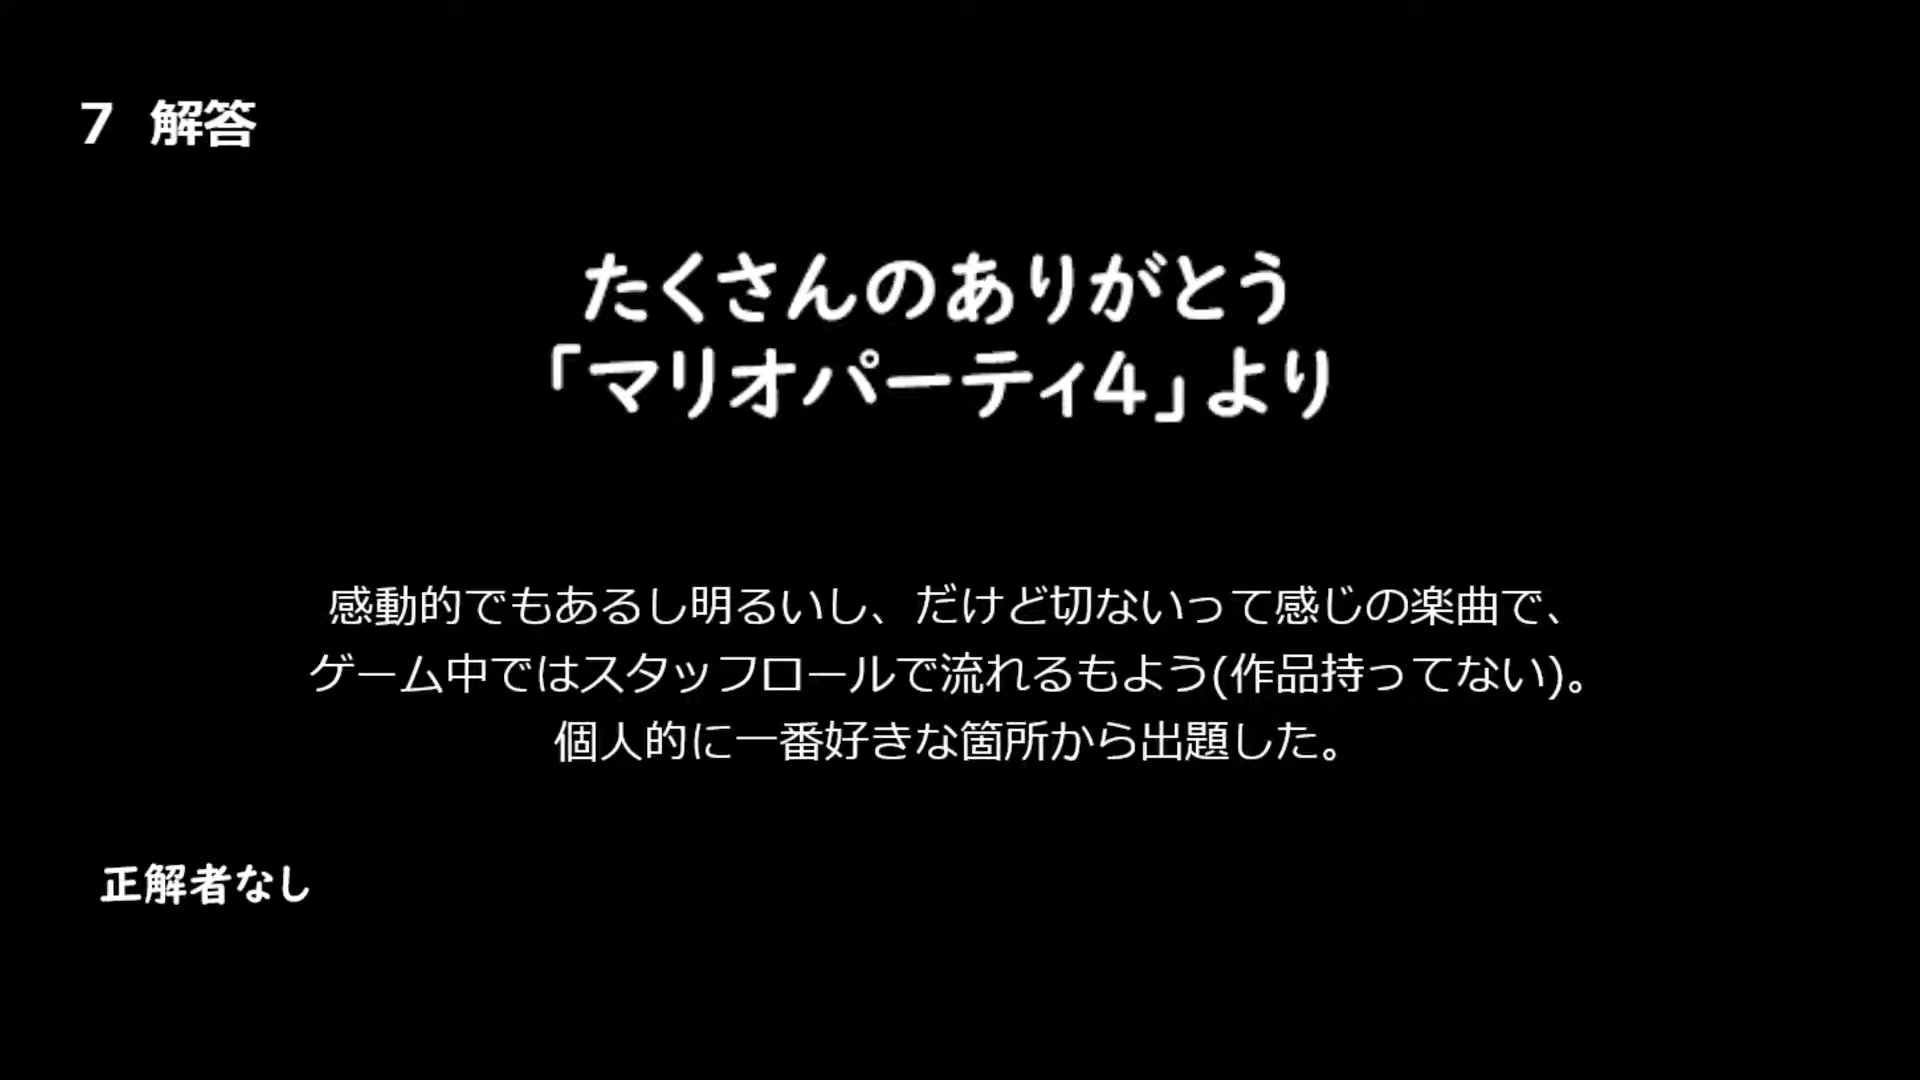 7 解答
たくさんのありがとう
「マリオパーティ4」より
感動的でもあるし明るいし、だけど切ないって感じの楽曲で、
ゲーム中ではスタッフロールで流れるもよう(作品持ってない)。
個人的に一番好きな箇所から出題した。
正解者なし